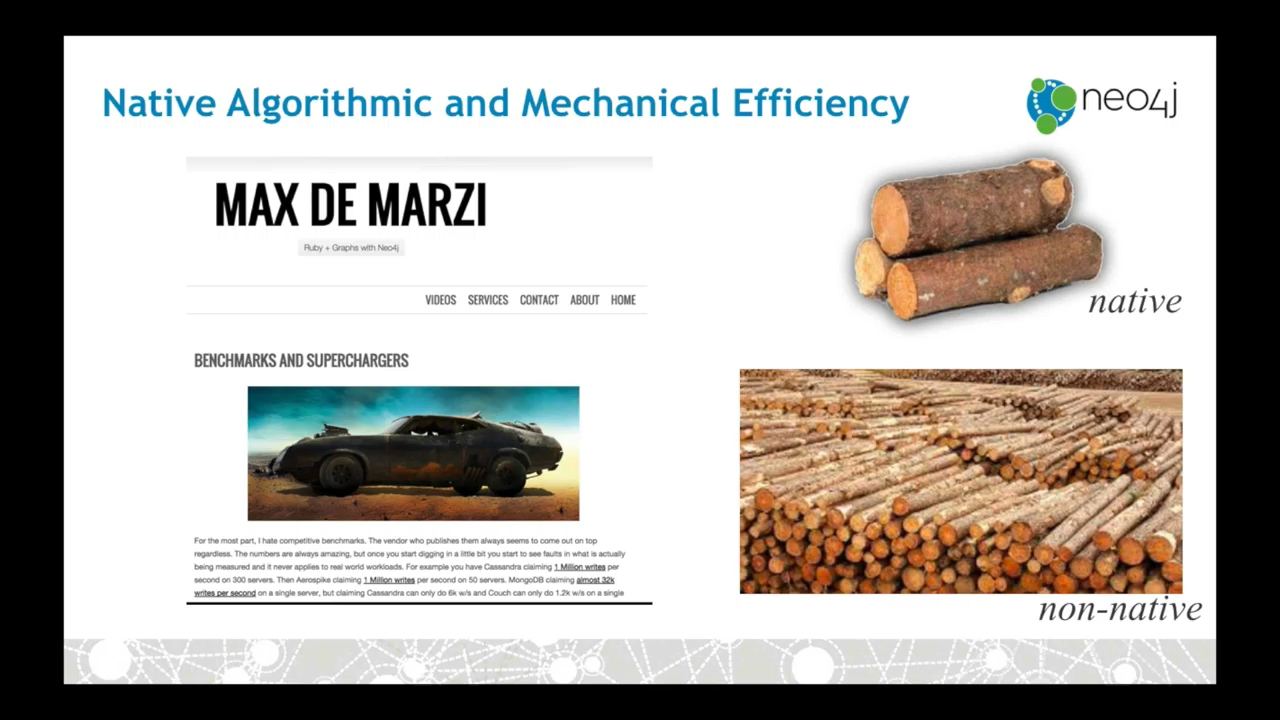 Native Algorithmic and Mechanical Efficiency
neo4j
MAX DE MARZI
Ruby + Graphs with Neo4j
VIDEOS SERVICES CONTACT ABOUT HOME
BENCHMARKS AND SUPERCHARGERS
For the most part, I hate competitive benchmarks. The vendor who publishes them always seems to come out on top
regardless. The numbers are always amazing, but once you start digging in a little bit you start to see faults in what is actually
being measured and it never applies to real world workloads. For example you have Cassandra claiming 1 Million writes per
second on 300 servers. Then Aerospike claiming 1 Million writes per second on 50 servers. MongoDB claiming almost 32k
writes per second on a single server, but claiming Cassandra can only do 6k w/s and Couch can only do 1.2k w/s on a single
native
non-native